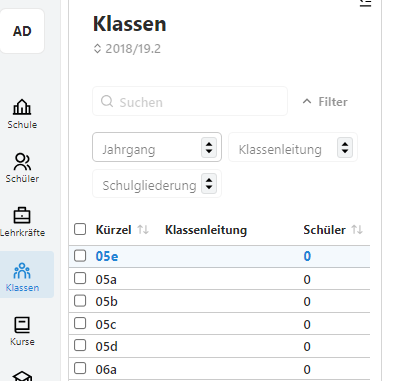 AD
Schule
Schüler
Lehrkräfte
Klassen
Kurse
Klassen
2018/19.2
Suchen
Filter
Jahrgang
Klassenleitung
Schulgliederung
Kürzel Klassenleitung Schüler
05e 0
05a 0
05b 0
05c 0
05d 0
06a 0